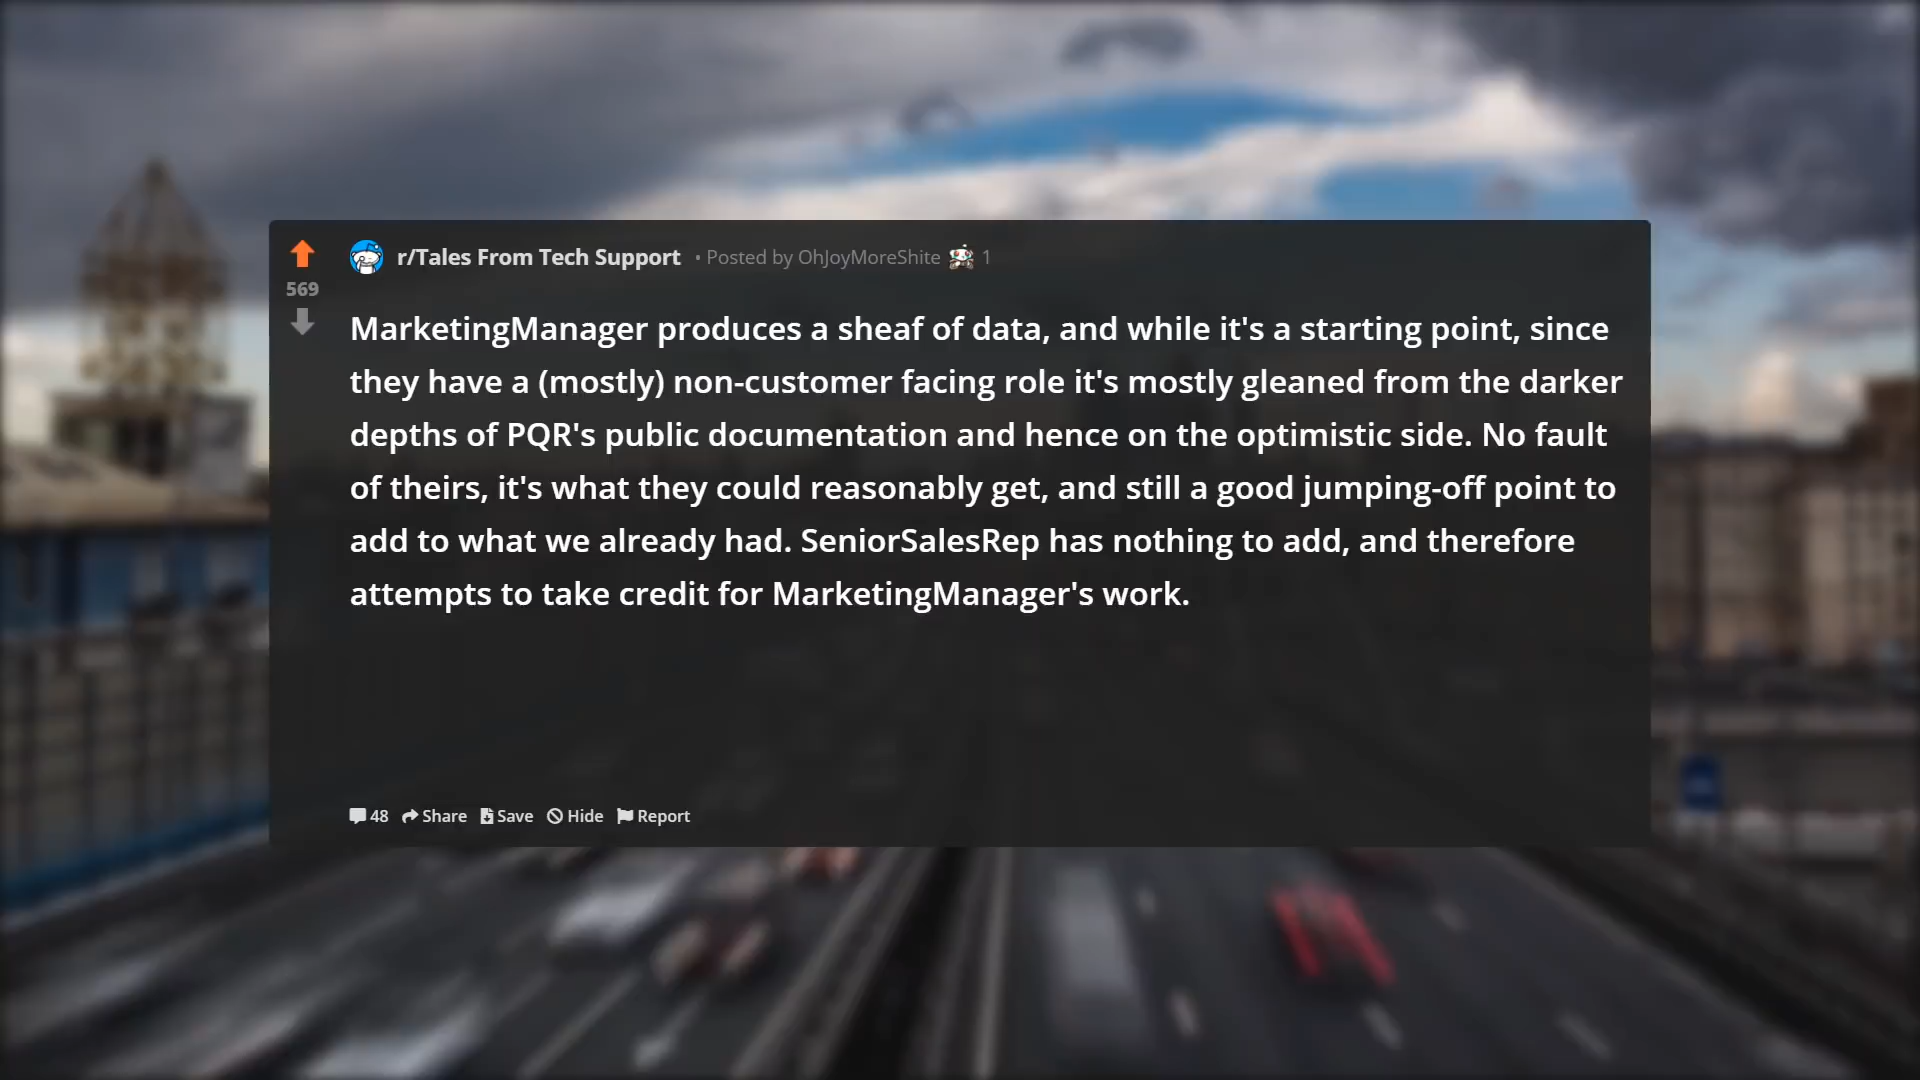 r/Tales From Tech Support • Posted by OhJoyMoreShite 1
569
MarketingManager produces a sheaf of data, and while it's a starting point, since
they have a (mostly) non-customer facing role it's mostly gleaned from the darker
depths of PQR's public documentation and hence on the optimistic side. No fault
of theirs, it's what they could reasonably get, and still a good jumping-off point to
add to what we already had. SeniorSalesRep has nothing to add, and therefore
attempts to take credit for MarketingManager's work.
48 Share Save Hide Report